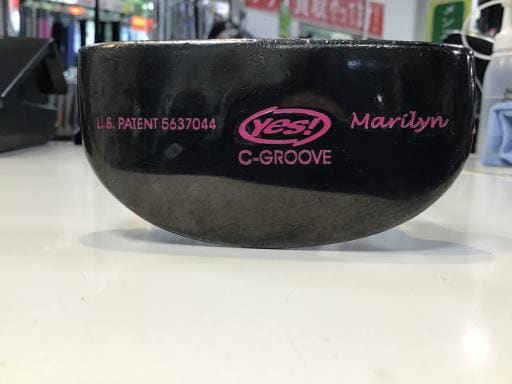 U.S. PATENT 5637044
Yes!
Marilyn
C-GROOVE